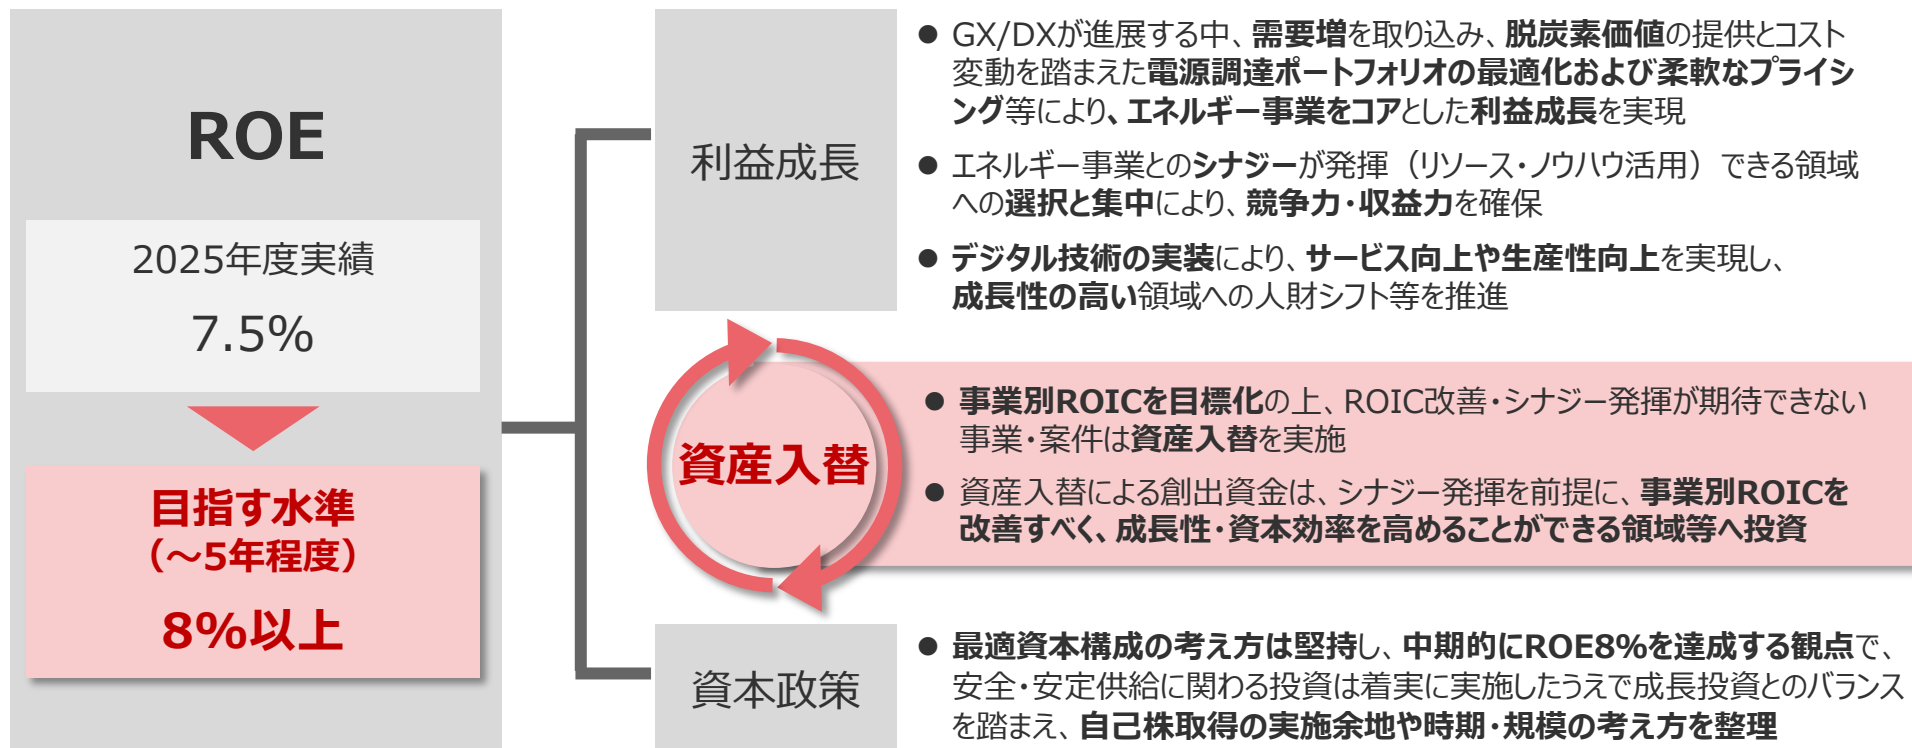 ROE
2025年度実績
7.5%
目指す水準
（～5年程度）
8%以上
利益成長
● GX/DXが進展する中、需要増を取り込み、脱炭素価値の提供とコスト
変動を踏まえた電源調達ポートフォリオの最適化および柔軟なプライシ
ング等により、エネルギー事業をコアとした利益成長を実現
● エネルギー事業とのシナジーが発揮（リソース・ノウハウ活用）できる領域
への選択と集中により、競争力・収益力を確保
● デジタル技術の実装により、サービス向上や生産性向上を実現し、
成長性の高い領域への人財シフト等を推進
資産入替
● 事業別ROICを目標化の上、ROIC改善・シナジー発揮が期待できない
事業・案件は資産入替を実施
● 資産入替による創出資金は、シナジー発揮を前提に、事業別ROICを
改善すべく、成長性・資本効率を高めることができる領域等へ投資
資本政策
● 最適資本構成の考え方は堅持し、中期的にROE8%を達成する観点で、
安全・安定供給に関わる投資は着実に実施したうえで成長投資とのバランス
を踏まえ、自己株取得の実施余地や時期・規模の考え方を整理